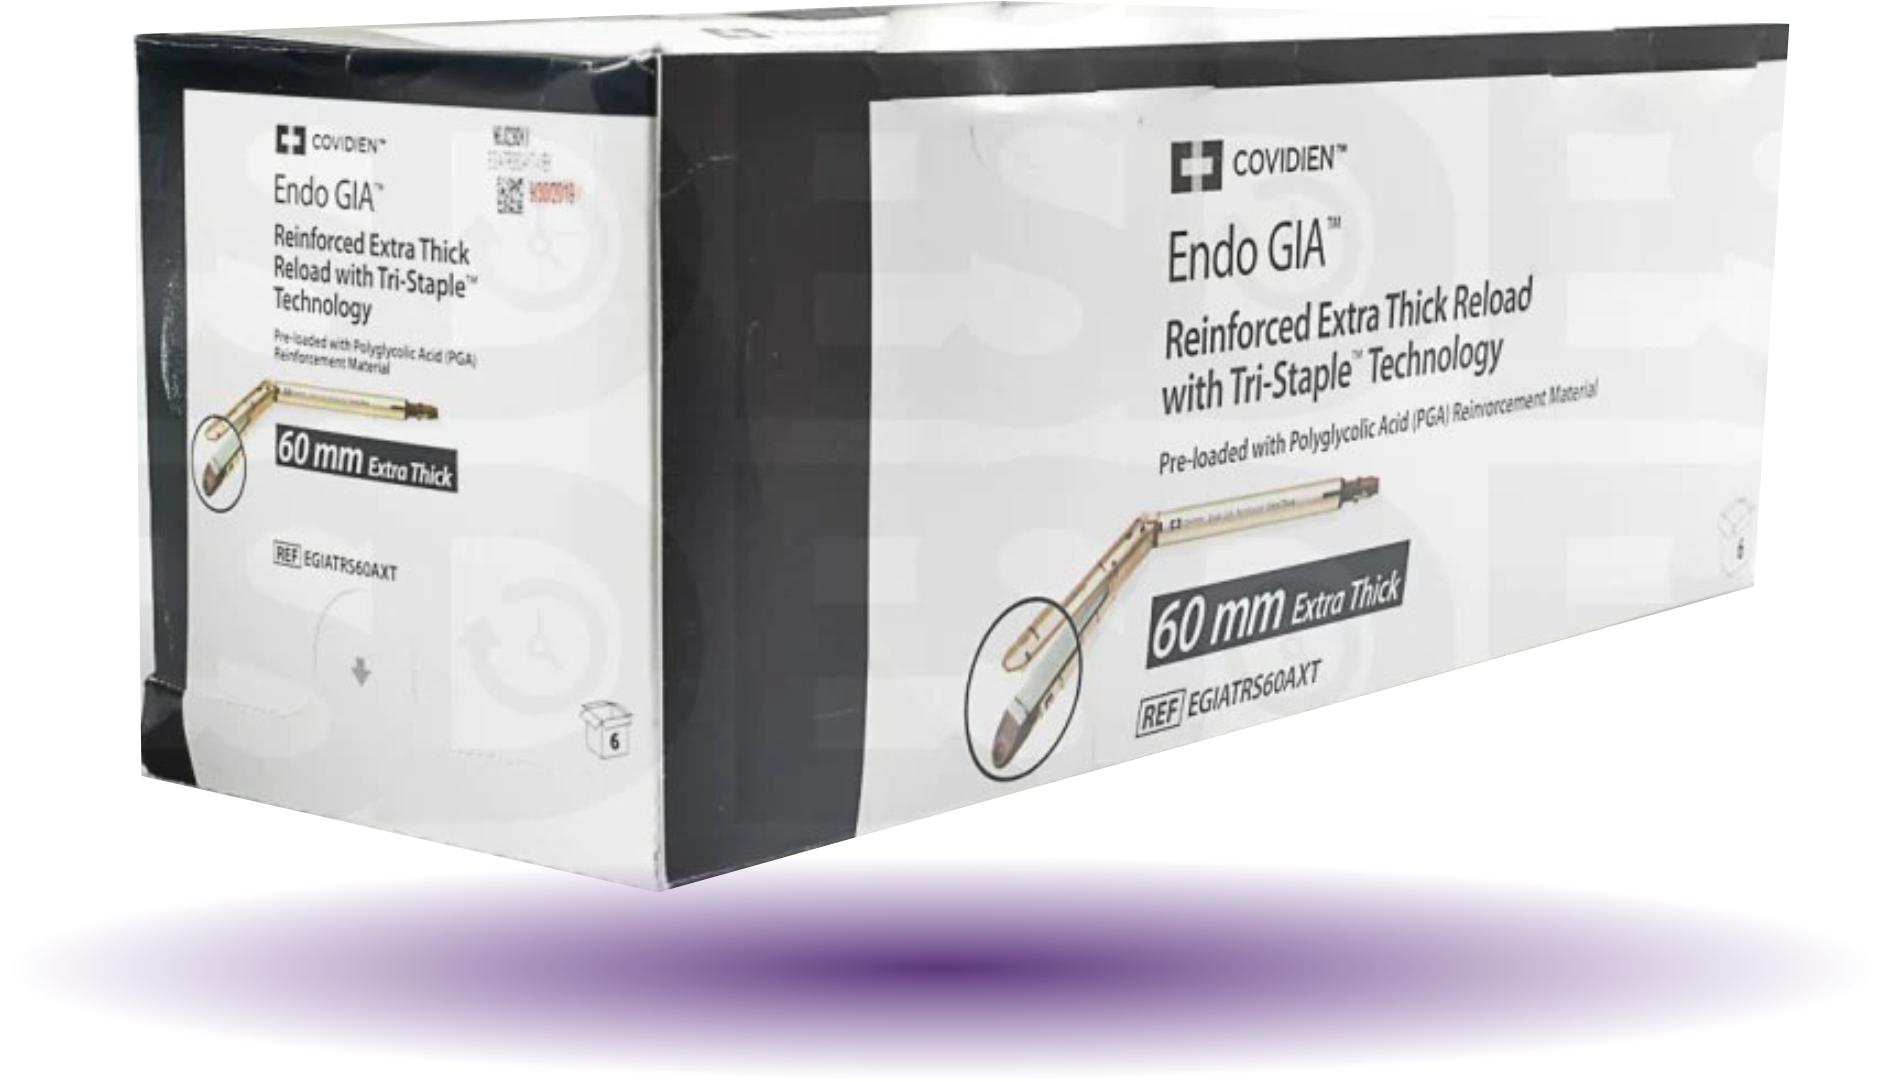 COVIDIEN™
Endo GIA™
Reinforced Extra Thick
Reload with Tri-Staple™
Technology
Pre-loaded with Polyglycolic Acid (PGA)
Reinforcement Material
60 mm Extra Thick
REF EGIATRS60AXT
6
COVIDIEN™
Endo GIA™
Reinforced Extra Thick Reload
with Tri-Staple™ Technology
Pre-loaded with Polyglycolic Acid (PGA) Reinforcement Material
60 mm Extra Thick
REF EGIATRS60AXT
6